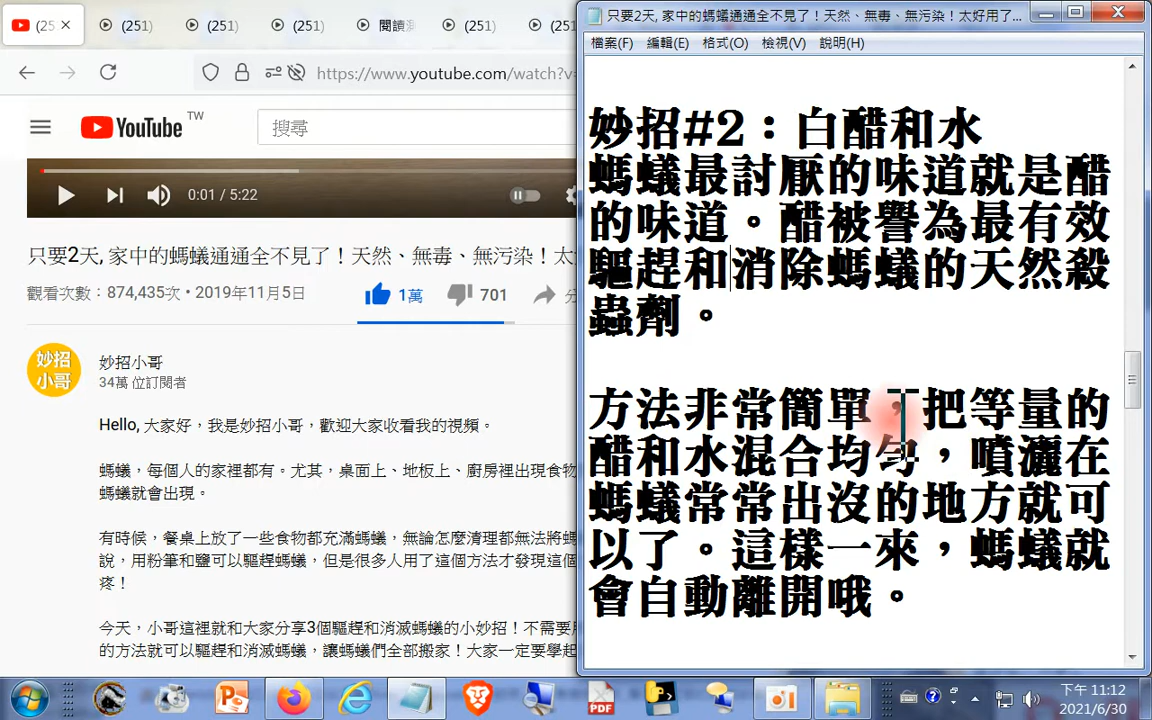 (25
(251)
(251)
(251)
閱讀
(251)
(25
https://www.youtube.com/watch?v=
YouTube TW
搜尋
0:01 / 5:22
只要2天, 家中的螞蟻通通全不見了！天然、無毒、無污染！太
觀看次數：874,435次 • 2019年11月5日
1萬
701
妙招
小哥
妙招小哥
34萬 位訂閱者
Hello, 大家好，我是妙招小哥，歡迎大家收看我的視頻。
螞蟻，每個人的家裡都有。尤其，桌面上、地板上、廚房裡出現食物
螞蟻就會出現。
有時候，餐桌上放了一些食物都充滿螞蟻，無論怎麼清理都無法將螞
說，用粉筆和鹽可以驅趕螞蟻，但是很多人用了這個方法才發現這個
疼！
今天，小哥這裡就和大家分享3個驅趕和消滅螞蟻的小妙招！不需要
的方法就可以驅趕和消滅螞蟻，讓螞蟻們全部搬家！大家一定要學起
只要2天, 家中的螞蟻通通全不見了！天然、無毒、無污染！太好用了...
檔案(F) 編輯(E) 格式(O) 檢視(V) 說明(H)
妙招#2：白醋和水
螞蟻最討厭的味道就是醋
的味道。醋被譽為最有效
驅趕和消除螞蟻的天然殺
蟲劑。
方法非常簡單，把等量的
醋和水混合均勻，噴灑在
螞蟻常常出沒的地方就可
以了。這樣一來，螞蟻就
會自動離開哦。
PDF
下午 11:12
2021/6/30